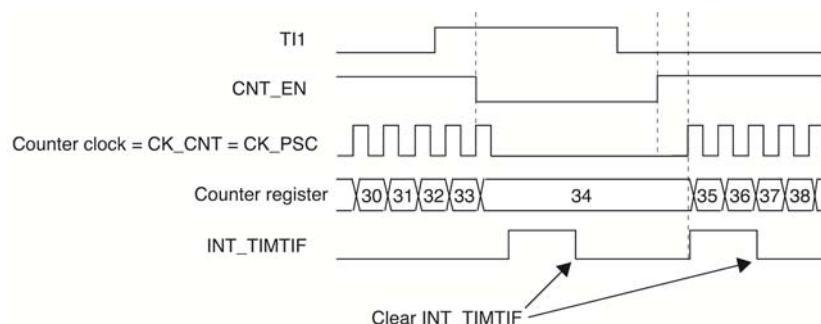 TI1
CNT_EN
Counter clock = CK_CNT = CK_PSC
Counter register 30 31 32 33 34 35 36 37 38
INT_TIMTIF
Clear INT_TIMTIF